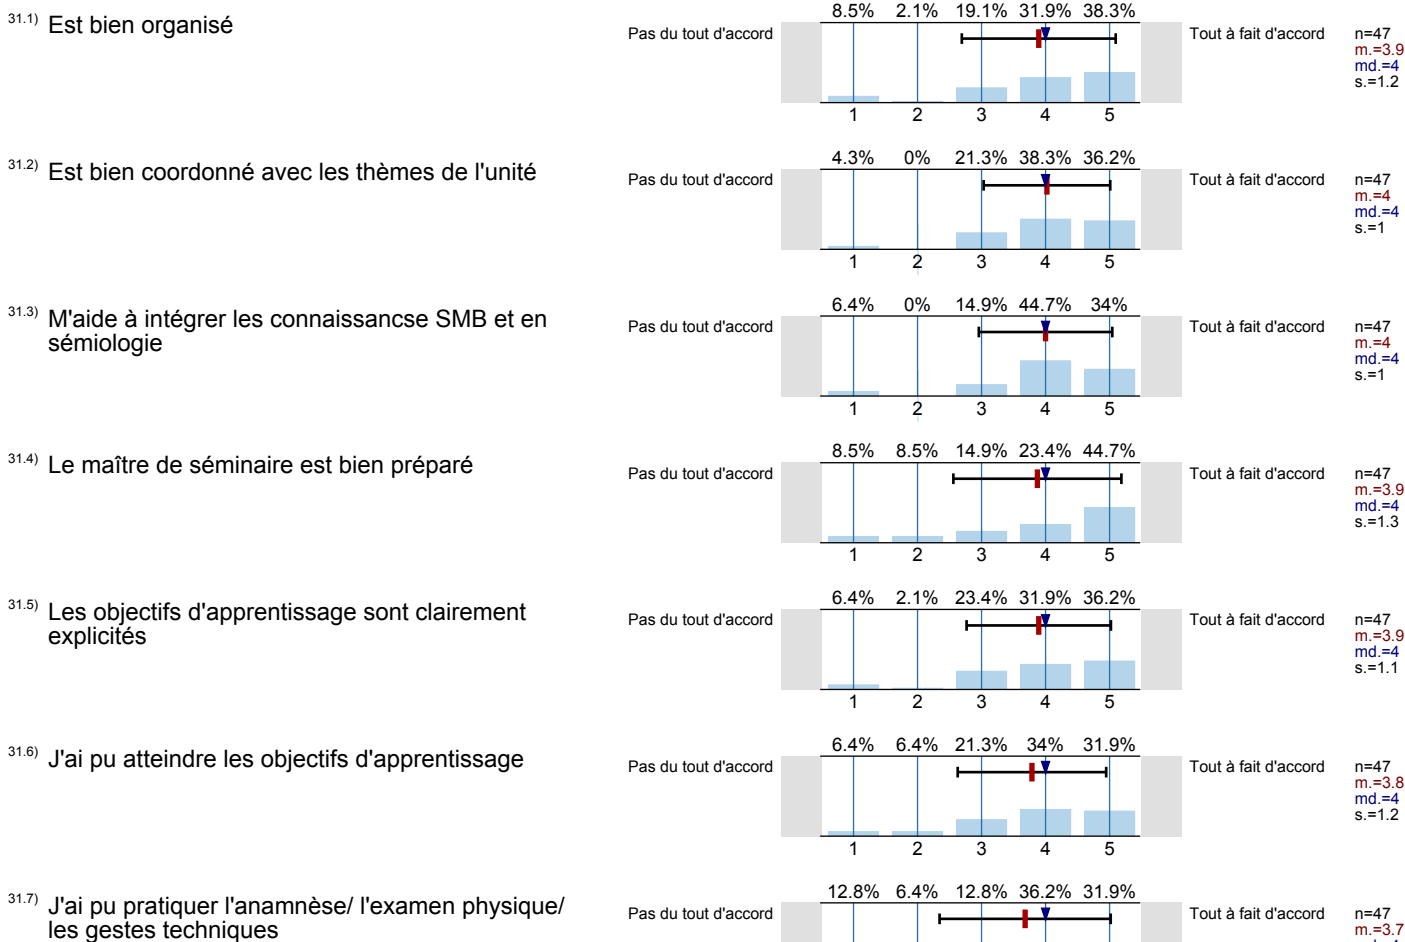 31.1) Est bien organisé
8.5% 2.1% 19.1% 31.9% 38.3%
Pas du tout d'accord
Tout à fait d'accord
n=47
m.=3.9
md.=4
s.=1.2
1 2 3 4 5
31.2) Est bien coordonné avec les thèmes de l'unité
4.3% 0% 21.3% 38.3% 36.2%
Pas du tout d'accord
Tout à fait d'accord
n=47
m.=4
md.=4
s.=1
1 2 3 4 5
31.3) M'aide à intégrer les connaissancse SMB et en
sémiologie
6.4% 0% 14.9% 44.7% 34%
Pas du tout d'accord
Tout à fait d'accord
n=47
m.=4
md.=4
s.=1
1 2 3 4 5
31.4) Le maître de séminaire est bien préparé
8.5% 8.5% 14.9% 23.4% 44.7%
Pas du tout d'accord
Tout à fait d'accord
n=47
m.=3.9
md.=4
s.=1.3
1 2 3 4 5
31.5) Les objectifs d'apprentissage sont clairement
explicités
6.4% 2.1% 23.4% 31.9% 36.2%
Pas du tout d'accord
Tout à fait d'accord
n=47
m.=3.9
md.=4
s.=1.1
1 2 3 4 5
31.6) J'ai pu atteindre les objectifs d'apprentissage
6.4% 6.4% 21.3% 34% 31.9%
Pas du tout d'accord
Tout à fait d'accord
n=47
m.=3.8
md.=4
s.=1.2
1 2 3 4 5
31.7) J'ai pu pratiquer l'anamnèse/ l'examen physique/
les gestes techniques
12.8% 6.4% 12.8% 36.2% 31.9%
Pas du tout d'accord
Tout à fait d'accord
n=47
m.=3.7